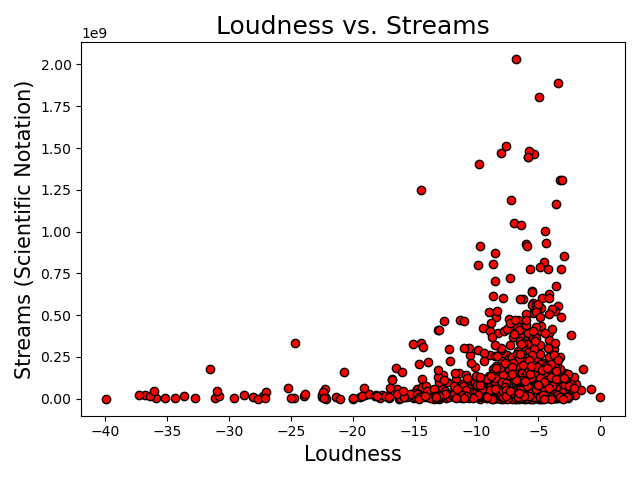 Loudness vs. Streams
1e9
2.00
1.75
1.50
1.25
1.00
0.75
0.50
0.25
0.00
Streams (Scientific Notation)
−40 −35 −30 −25 −20 −15 −10 −5 0
Loudness